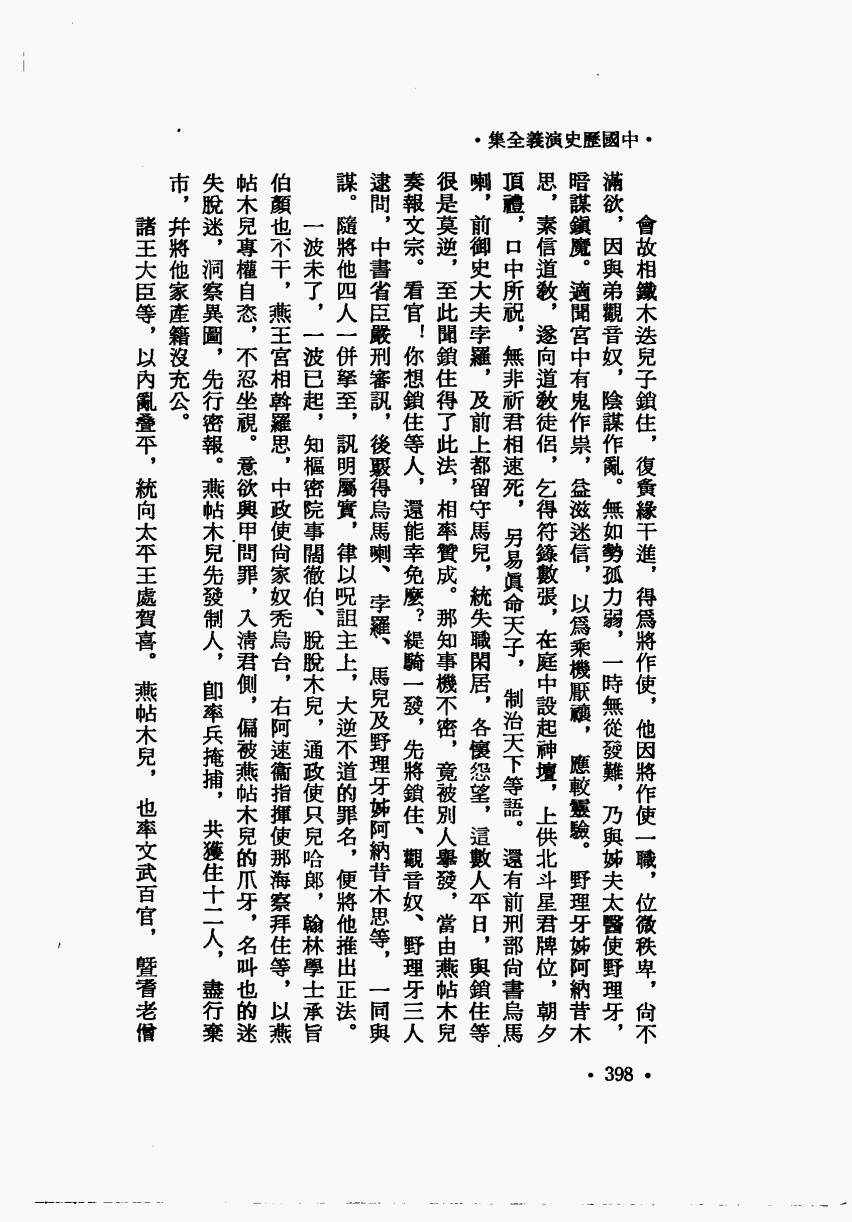 •中國歷史演義全集•
會故相鐵木迭兒子鎖住，復夤緣干進，得爲將作使，他因將作使一職，位微秩卑，尙不
滿欲，因與弟觀音奴，陰謀作亂。無如勢孤力弱，一時無從發難，乃與姊夫太醫使野理牙，
暗謀鎭魔。適聞宮中有鬼作祟，益滋迷信，以爲乘機厭禳，應較靈驗。野理牙姊阿納昔木
思，素信道敎，遂向道敎徒侶，乞得符籙數張，在庭中設起神壇，上供北斗星君牌位，朝夕
頂禮，口中所祝，無非祈君相速死，另易眞命天子，制治天下等語。還有前刑部尙書烏馬
喇，前御史大夫孛羅，及前上都留守馬兒，統失職閑居，各懷怨望，這數人平日，與鎖住等
很是莫逆，至此聞鎖住得了此法，相率贊成。那知事機不密，竟被別人舉發，當由燕帖木兒
奏報文宗。看官！你想鎖住等人，還能幸免麽？緹騎一發，先將鎖住、觀音奴、野理牙三人
逮問，中書省臣嚴刑審訊，後覈得烏馬喇、孛羅、馬兒及野理牙姊阿納昔木思等，一同與
謀。隨將他四人一併拏至，訊明屬實，律以呪詛主上，大逆不道的罪名，便將他推出正法。
一波未了，一波已起，知樞密院事闊徹伯、脫脫木兒，通政使只兒哈郞，翰林學士承旨
伯顏也不干，燕王宮相斡羅思，中政使尙家奴禿烏台，右阿速衞指揮使那海察拜住等，以燕
帖木兒專權自恣，不忍坐視。意欲興甲問罪，入淸君側，偏被燕帖木兒的爪牙，名叫也的迷
失脫迷，洞察異圖，先行密報。燕帖木兒先發制人，卽率兵掩捕，共獲住十二人，盡行棄
市，幷將他家產籍沒充公。
諸王大臣等，以內亂叠平，統向太平王處賀喜。燕帖木兒，也率文武百官，曁耆老僧
•398•